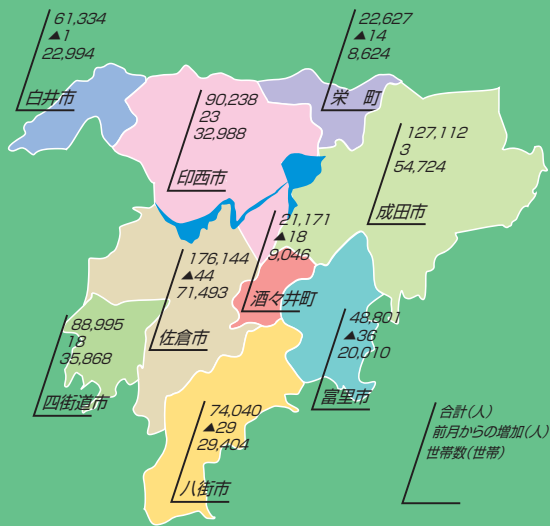 61,334
▲1
22,994
白井市
22,627
▲14
8,624
栄 町
90,238
23
32,988
印西市
127,112
3
54,724
成田市
21,171
▲18
9,046
酒々井町
176,144
▲44
71,493
佐倉市
88,995
18
35,868
四街道市
48,801
▲36
20,010
富里市
74,040
▲29
29,404
八街市
合計(人)
前月からの増加(人)
世帯数(世帯)